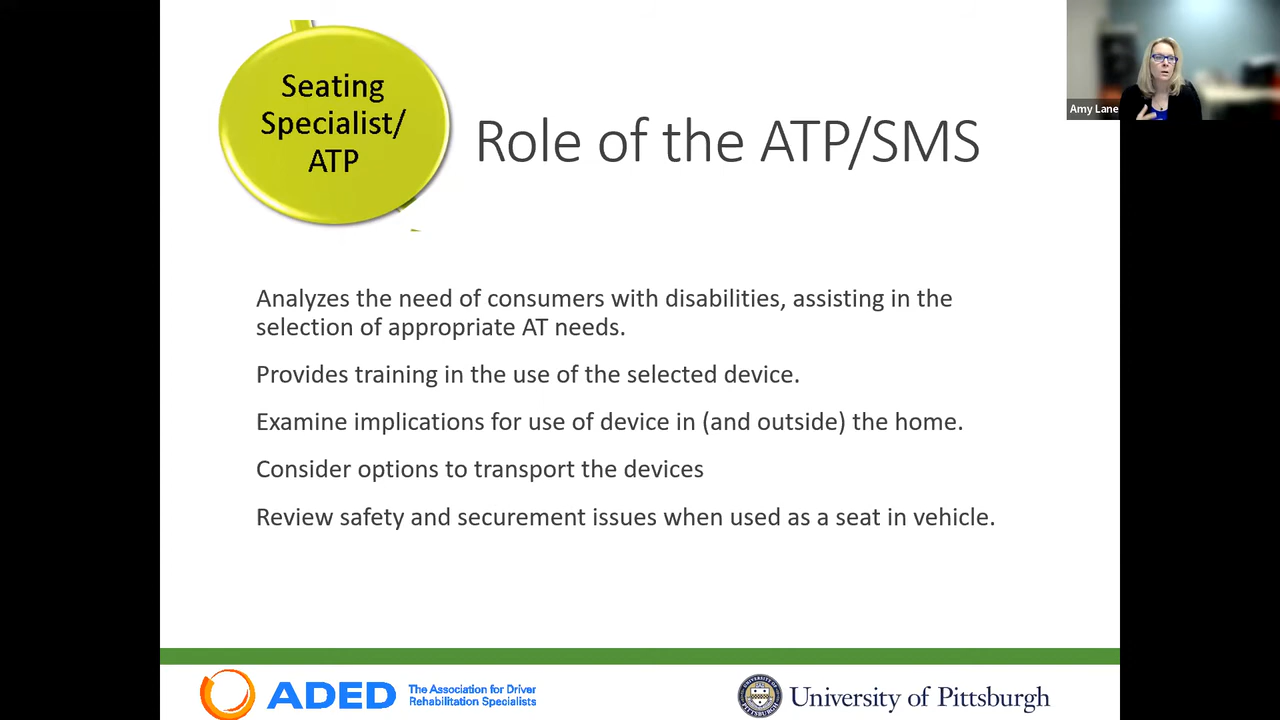 Seating
Specialist/
ATP
Role of the ATP/SMS
Amy Lane
Analyzes the need of consumers with disabilities, assisting in the
selection of appropriate AT needs.
Provides training in the use of the selected device.
Examine implications for use of device in (and outside) the home.
Consider options to transport the devices
Review safety and securement issues when used as a seat in vehicle.
ADED
The Association for Driver
Rehabilitation Specialists
University of Pittsburgh